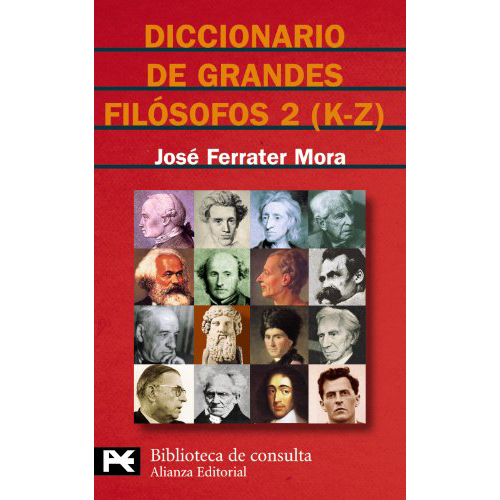 DICCIONARIO
DE GRANDES
FILÓSOFOS 2 (K-Z)
José Ferrater Mora
Biblioteca de consulta
Alianza Editorial